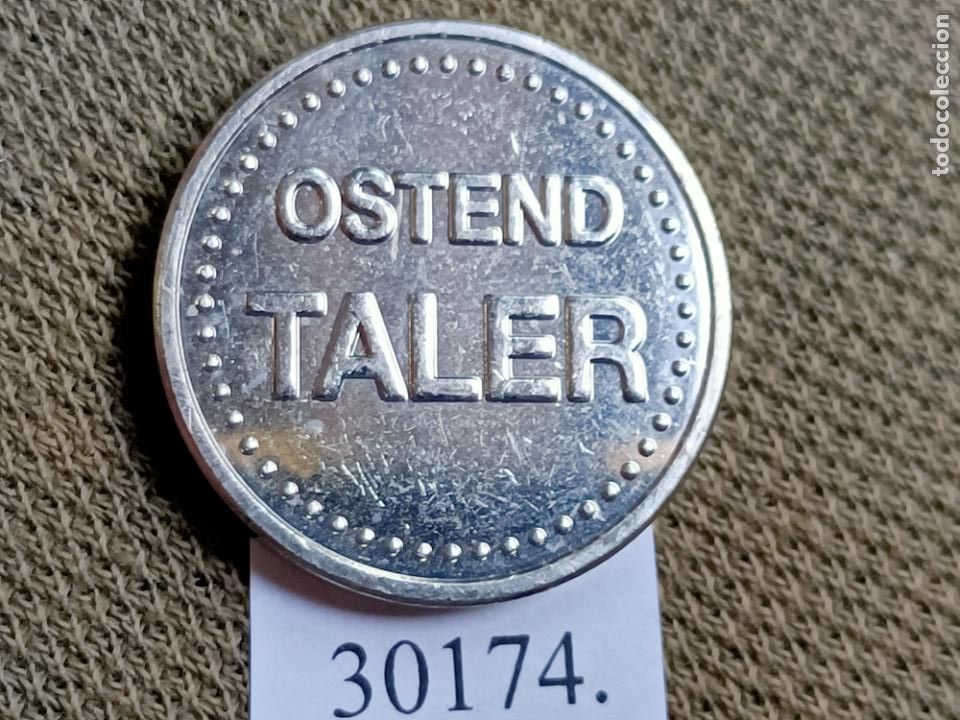 OSTEND
TALER
30174.
todocoleccion